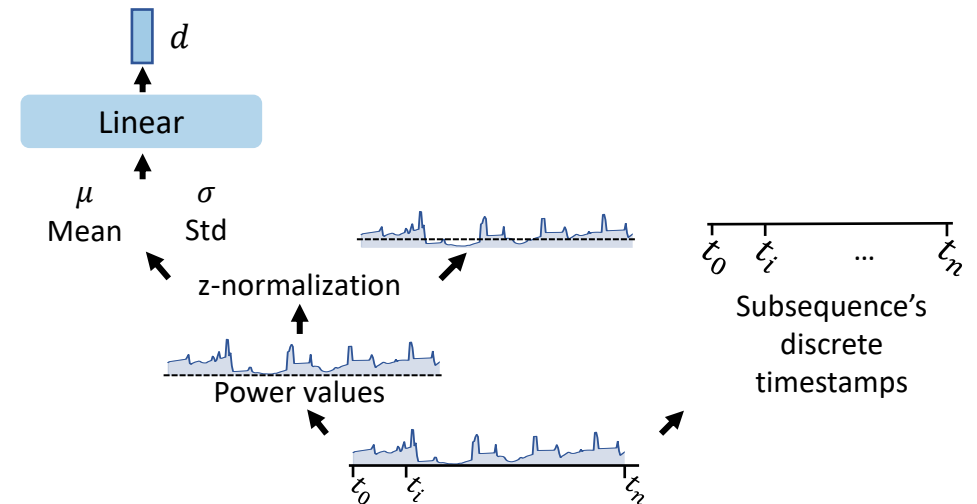 d
Linear
μ σ
Mean Std
t₀ tᵢ ... tₙ
z-normalization
Subsequence’s
discrete
timestamps
Power values
t₀ tᵢ tₙ